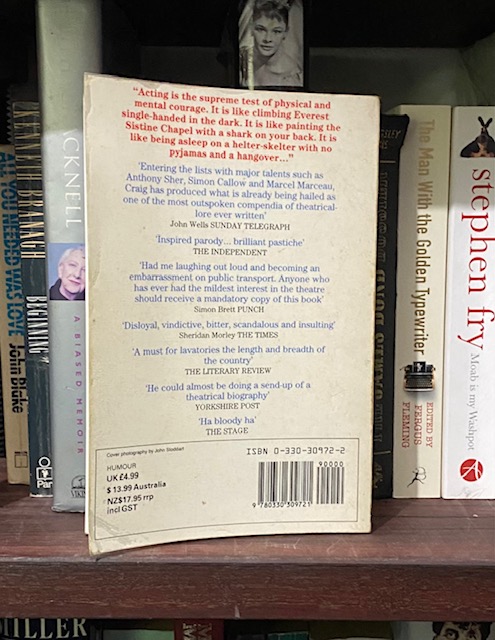 "Acting is the supreme test of physical and
mental courage. It is like climbing Everest
single-handed in the dark. It is like painting the
Sistine Chapel with a shark on your back. It is
like being asleep on a helter-skelter with no
pyjamas and a hangover..."
'Entering the lists with major talents such as
Anthony Sher, Simon Callow and Marcel Marceau,
Craig has produced what is already being hailed as
one of the most outspoken compendia of theatrical-
lore ever written'
John Wells SUNDAY TELEGRAPH
'Inspired parody... brilliant pastiche'
THE INDEPENDENT
'Had me laughing out loud and becoming an
embarrassment on public transport. Anyone who
has ever had the mildest interest in the theatre
should receive a mandatory copy of this book'
Simon Brett PUNCH
'Disloyal, vindictive, bitter, scandalous and insulting'
Sheridan Morley THE TIMES
'A must for lavatories the length and breadth of
the country'
THE LITERARY REVIEW
'He could almost be doing a send-up of a
theatrical biography'
YORKSHIRE POST
'Ha bloody ha'
THE STAGE
Cover photography by John Stoddart
HUMOUR
UK £4.99
$ 13.99 Australia
NZ$17.95 rrp
incl GST
ISBN 0-330-30972-2
90000
9 780330 309721
ALL YOU NEEDED WAS LOVE
John Blake
KENNETH BRANAGH
BEGINNING
Pan
CKNELL
A BIASED MEMOIR
The Man With the Golden Typewriter
EDITED BY
FERGUS
FLEMING
stephen fry
Moab is my Washpot